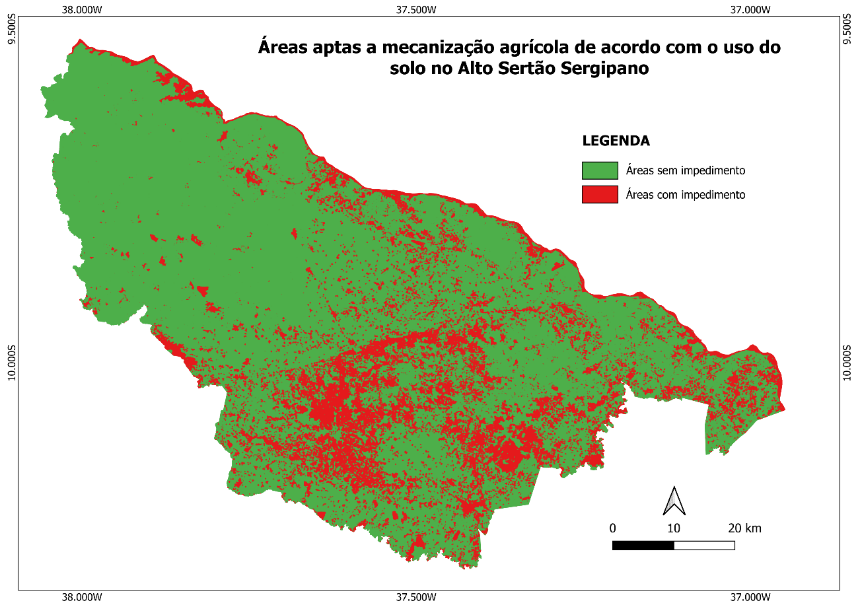 38.000W 37.500W 37.000W
9.500S 9.500S
Áreas aptas a mecanização agrícola de acordo com o uso do
solo no Alto Sertão Sergipano
LEGENDA
Áreas sem impedimento
Áreas com impedimento
10.000S 10.000S
0 10 20 km
38.000W 37.500W 37.000W